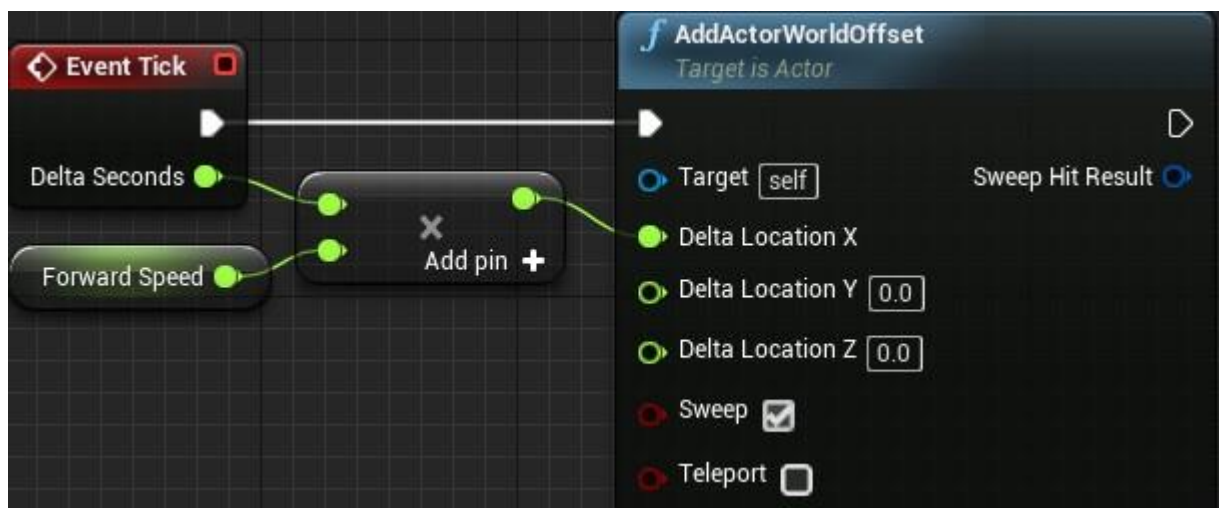 Event Tick
Delta Seconds
Forward Speed
×
Add pin +
f AddActorWorldOffset
Target is Actor
Target self
Sweep Hit Result
Delta Location X
Delta Location Y 0.0
Delta Location Z 0.0
Sweep
Teleport